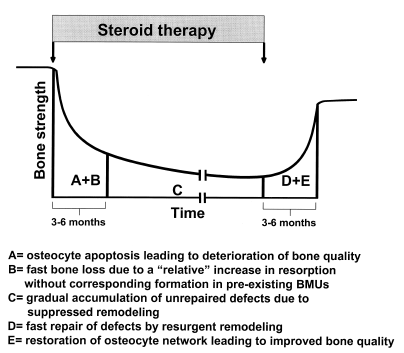 Steroid therapy
Bone strength
A+B
C
D+E
Time
3-6 months
3-6 months
A= osteocyte apoptosis leading to deterioration of bone quality
B= fast bone loss due to a “relative” increase in resorption
without corresponding formation in pre-existing BMUs
C= gradual accumulation of unrepaired defects due to
suppressed remodeling
D= fast repair of defects by resurgent remodeling
E= restoration of osteocyte network leading to improved bone quality